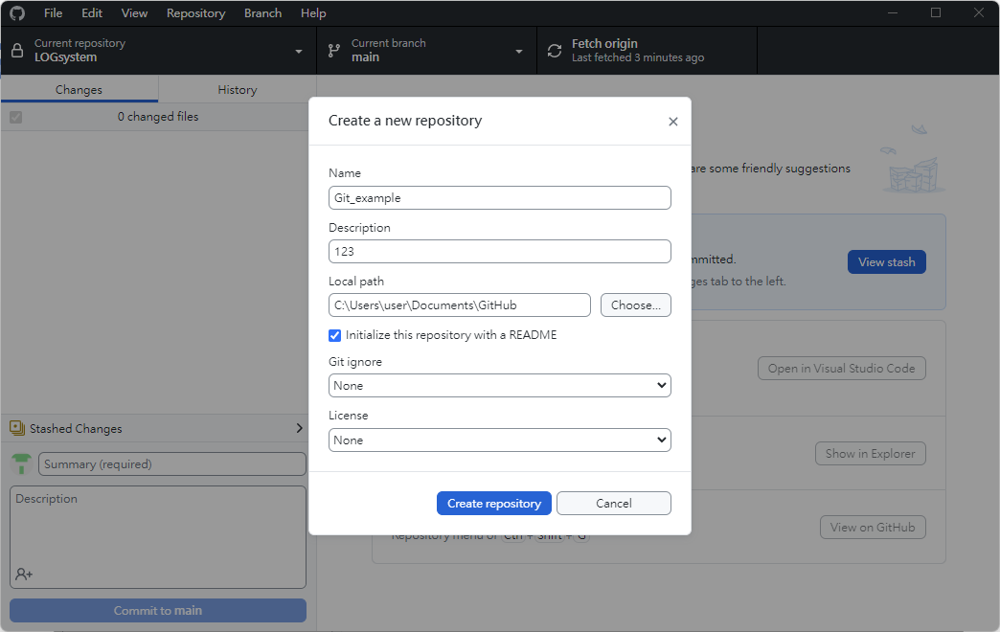 File Edit View Repository Branch Help
Current repository
LOGsystem
Current branch
main
Fetch origin
Last fetched 3 minutes ago
Changes
History
0 changed files
Create a new repository
Name
Git_example
Description
123
Local path
C:\Users\user\Documents\GitHub
Choose...
Initialize this repository with a README
Git ignore
None
License
None
Create repository
Cancel
are some friendly suggestions
mmitted.
View stash
ges tab to the left.
Open in Visual Studio Code
Show in Explorer
View on GitHub
Repository menu or Ctrl + Shift + G
Stashed Changes
Summary (required)
Description
Commit to main